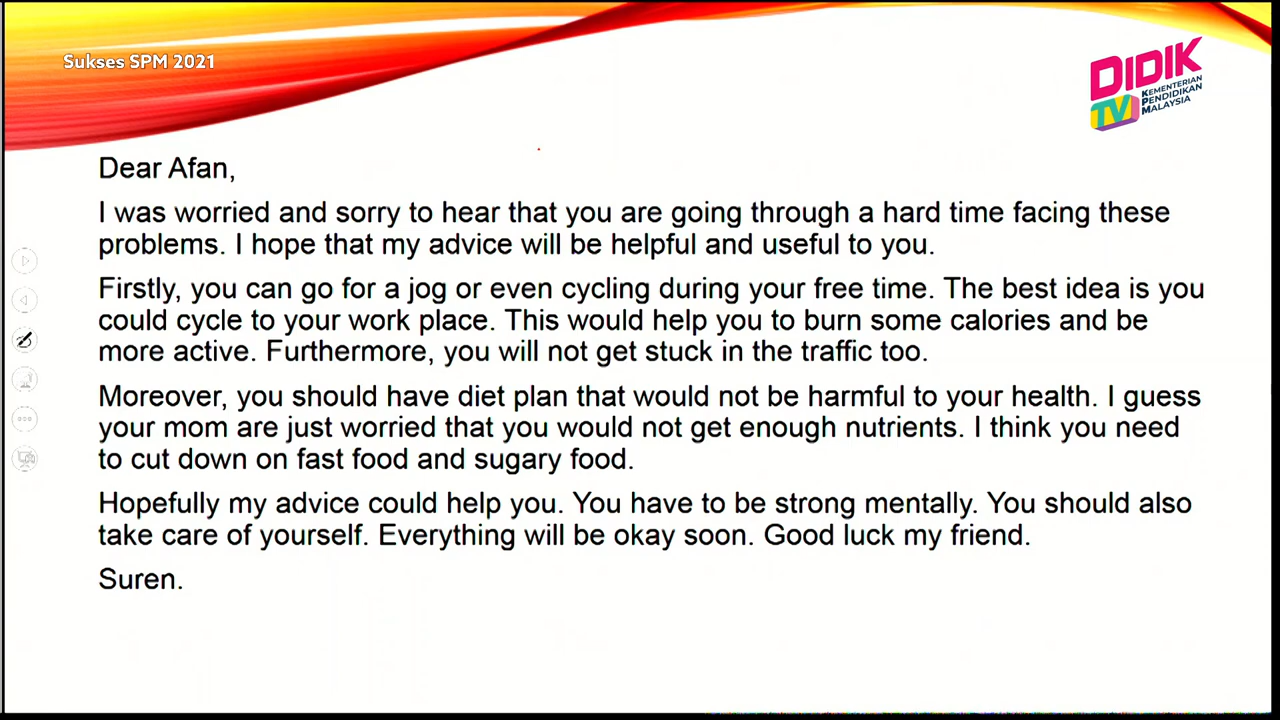 Sukses SPM 2021
DIDIK
TV
KEMENTERIAN
PENDIDIKAN
MALAYSIA
Dear Afan,
I was worried and sorry to hear that you are going through a hard time facing these
problems. I hope that my advice will be helpful and useful to you.
Firstly, you can go for a jog or even cycling during your free time. The best idea is you
could cycle to your work place. This would help you to burn some calories and be
more active. Furthermore, you will not get stuck in the traffic too.
Moreover, you should have diet plan that would not be harmful to your health. I guess
your mom are just worried that you would not get enough nutrients. I think you need
to cut down on fast food and sugary food.
Hopefully my advice could help you. You have to be strong mentally. You should also
take care of yourself. Everything will be okay soon. Good luck my friend.
Suren.